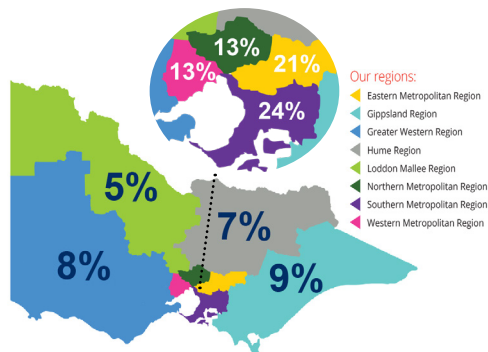 13%
13%
21%
24%
5%
7%
8%
9%
Our regions:
Eastern Metropolitan Region
Gippsland Region
Greater Western Region
Hume Region
Loddon Mallee Region
Northern Metropolitan Region
Southern Metropolitan Region
Western Metropolitan Region